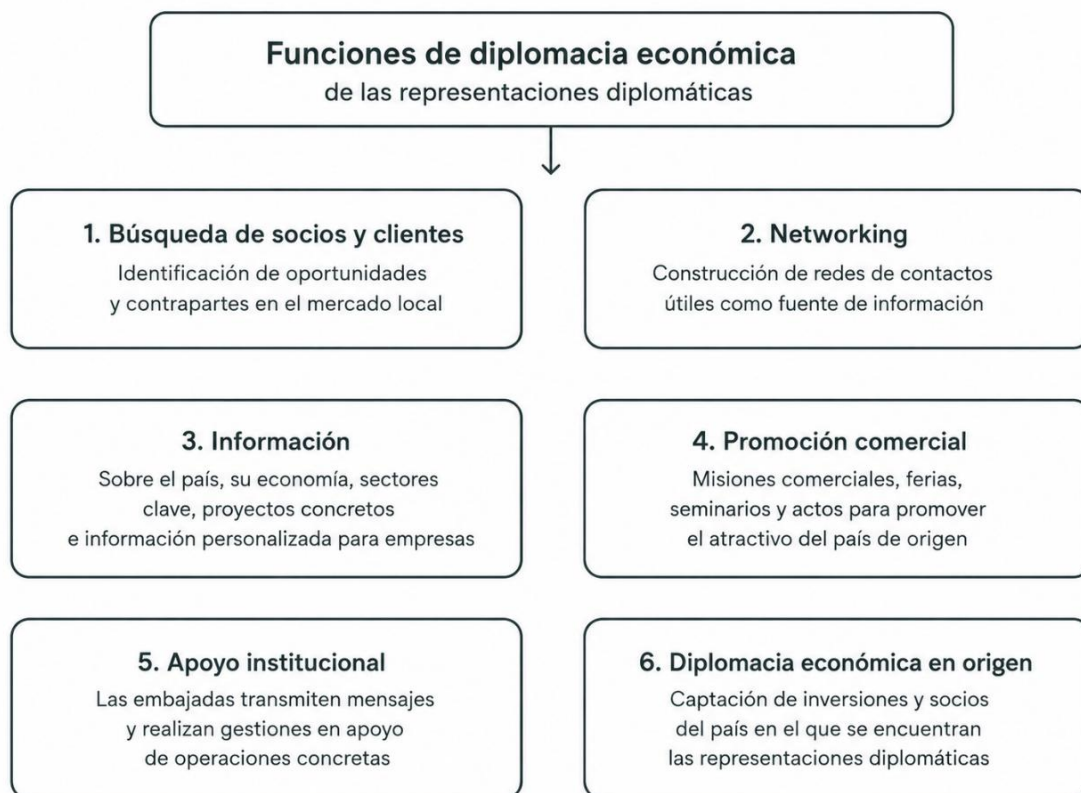 Funciones de diplomacia económica
de las representaciones diplomáticas
1. Búsqueda de socios y clientes
Identificación de oportunidades
y contrapartes en el mercado local
2. Networking
Construcción de redes de contactos
útiles como fuente de información
3. Información
Sobre el país, su economía, sectores
clave, proyectos concretos
e información personalizada para empresas
4. Promoción comercial
Misiones comerciales, ferias,
seminarios y actos para promover
el atractivo del país de origen
5. Apoyo institucional
Las embajadas transmiten mensajes
y realizan gestiones en apoyo
de operaciones concretas
6. Diplomacia económica en origen
Captación de inversiones y socios
del país en el que se encuentran
las representaciones diplomáticas